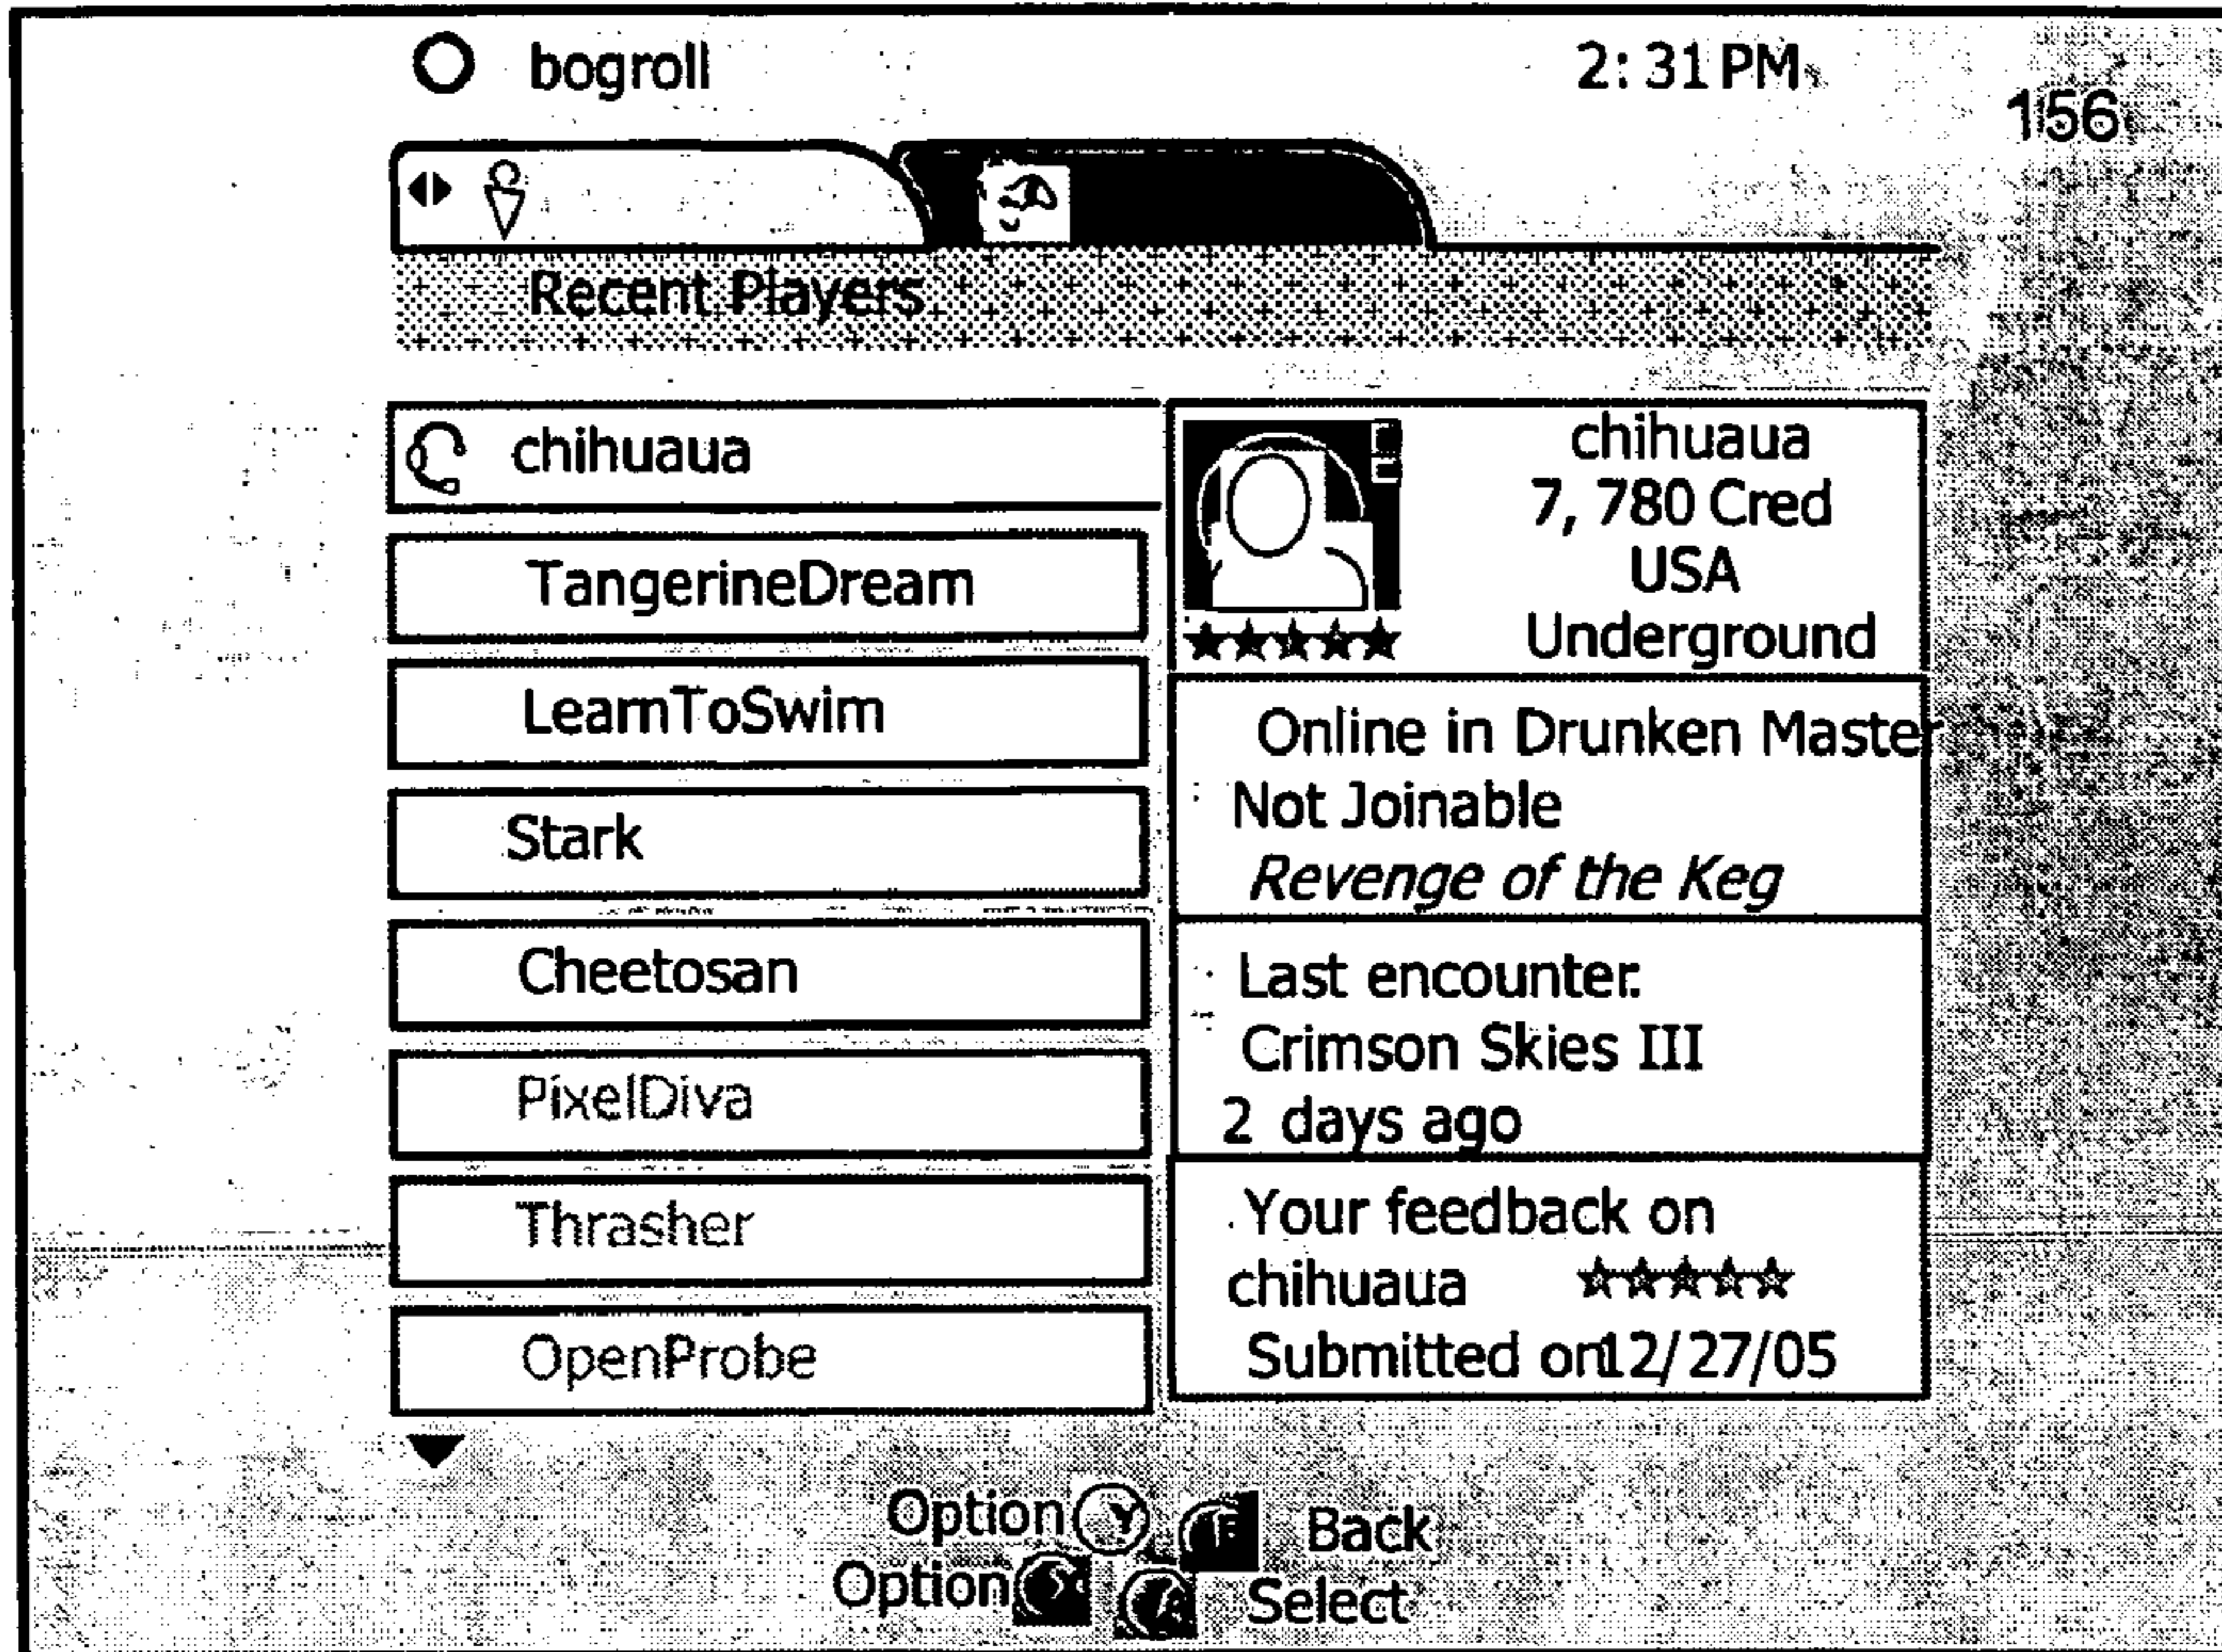 bogroll
2:31 PM
156
Recent Players
chihuaua
TangerineDream
LearnToSwim
Stark
Cheetosan
PixelDiva
Thrasher
OpenProbe
chihuaua
7, 780 Cred
USA
Underground
Online in Drunken Master
Not Joinable
Revenge of the Keg
Last encounter:
Crimson Skies III
2 days ago
Your feedback on
chihuaua
Submitted on12/27/05
Option Y
Back
Option X
A Select